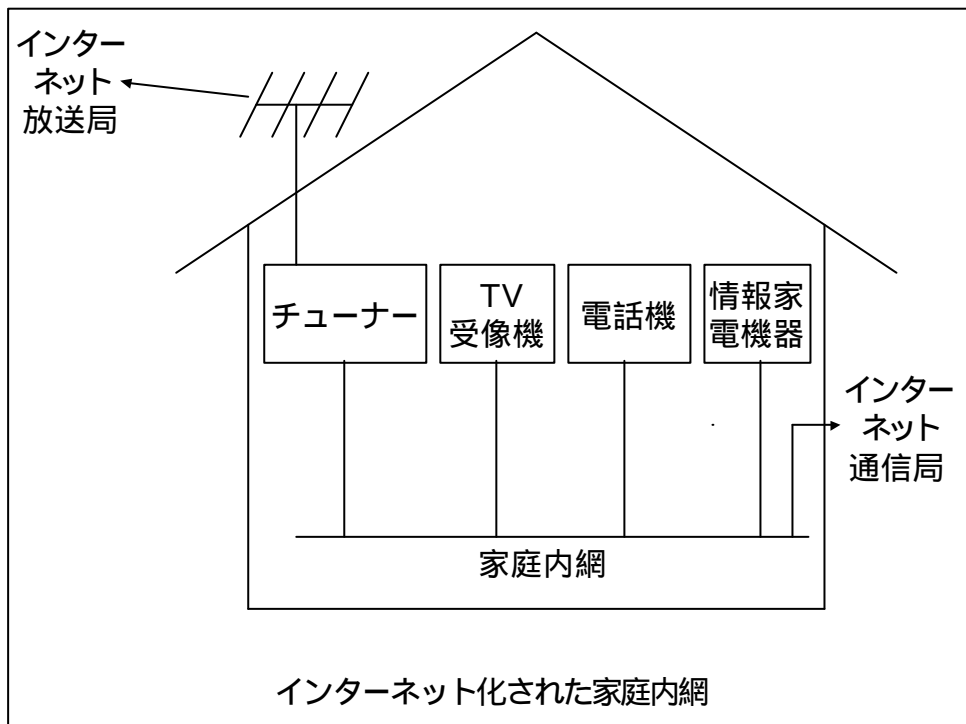 インター
ネット
放送局
チューナー
TV
受像機
電話機
情報家
電機器
インター
ネット
通信局
家庭内網
インターネット化された家庭内網